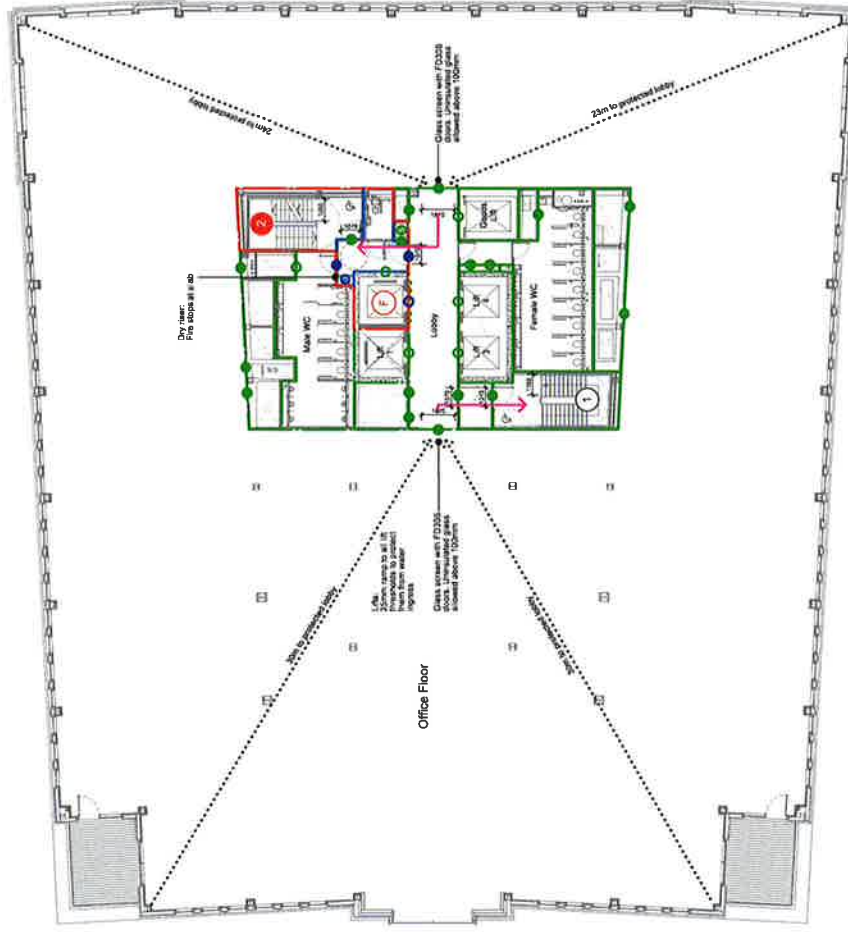 24m to protected lobby
23m to protected lobby
Glass screen with FD30S
doors. Uninsulated glass
allowed above 100mm
Dry riser:
Fire stops at slab
2
F
Male WC
Lift
Lobby
Goods
Lift
Lift
Lift
Female WC
1
30m to protected lobby
Lifts:
35mm ramp to all lift
thresholds to protect
them from water
ingress
Glass screen with FD30S
doors. Uninsulated glass
allowed above 100mm
to protected lobby
Office Floor